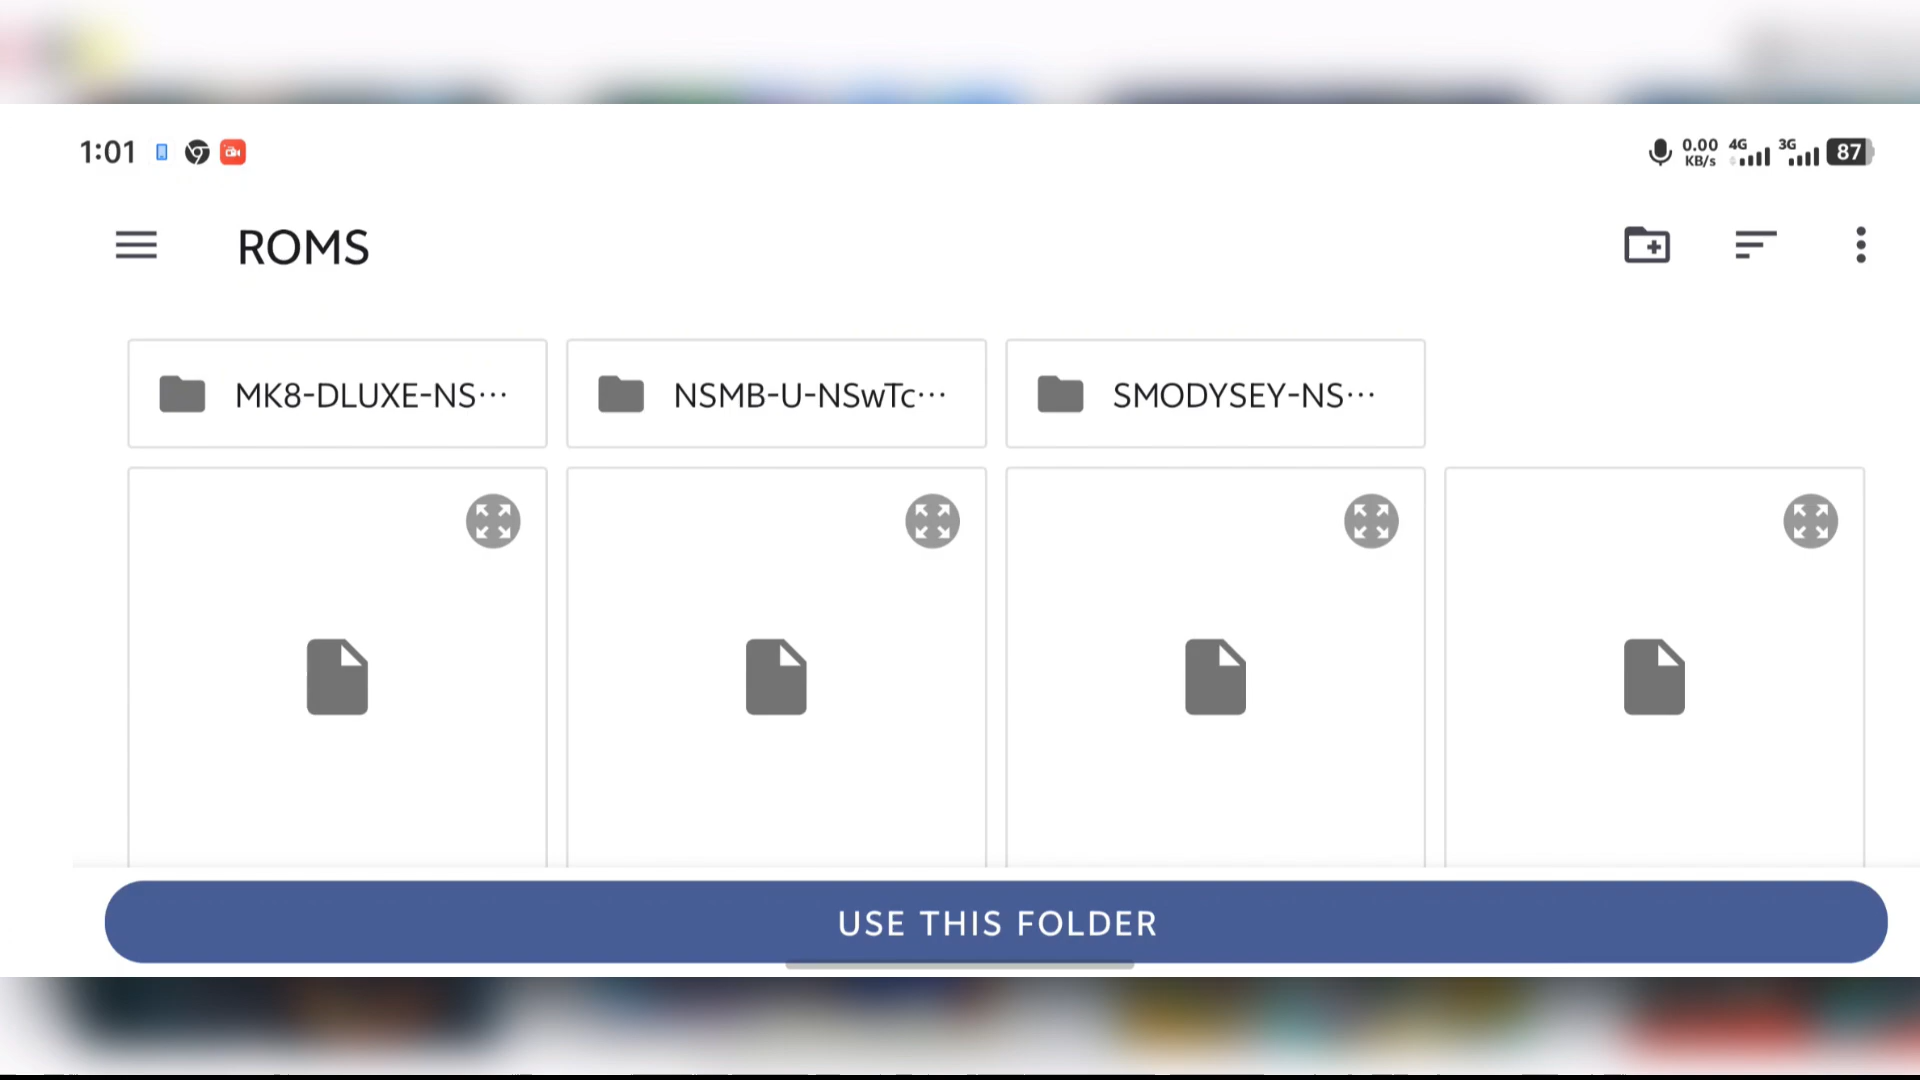 1:01
0.00 KB/s 4G 3G 87
ROMS
MK8-DLUXE-NS···
NSMB-U-NSwTc···
SMODYSEY-NS···
USE THIS FOLDER